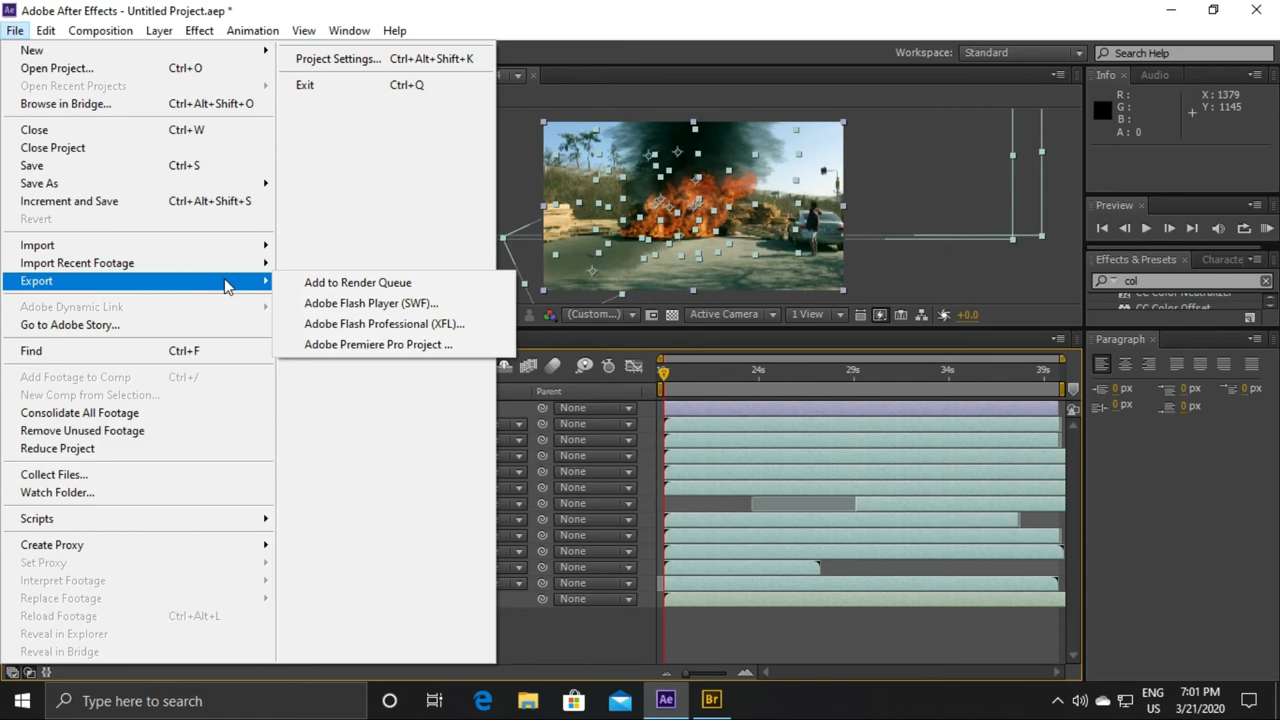 Adobe After Effects - Untitled Project.aep *
File Edit Composition Layer Effect Animation View Window Help
New
Open Project... Ctrl+O
Open Recent Projects
Browse in Bridge... Ctrl+Alt+Shift+O
Close Ctrl+W
Close Project
Save Ctrl+S
Save As
Increment and Save Ctrl+Alt+Shift+S
Revert
Import
Import Recent Footage
Export
Adobe Dynamic Link
Go to Adobe Story...
Find Ctrl+F
Add Footage to Comp Ctrl+/
New Comp from Selection...
Consolidate All Footage
Remove Unused Footage
Reduce Project
Collect Files...
Watch Folder...
Scripts
Create Proxy
Set Proxy
Interpret Footage
Replace Footage
Reload Footage Ctrl+Alt+L
Reveal in Explorer
Reveal in Bridge
Project Settings... Ctrl+Alt+Shift+K
Exit Ctrl+Q
Add to Render Queue
Adobe Flash Player (SWF)...
Adobe Flash Professional (XFL)...
Adobe Premiere Pro Project ...
Workspace: Standard
Search Help
Info Audio
R: X: 1379
G: Y: 1145
B:
A: 0
Preview
Effects & Presets Characte
col
CC Color Neutralizer
CC Color Offset
(Custom...) Active Camera 1 View +0.0
Paragraph
0 px 0 px 0 px
0 px 0 px
24s 29s 34s 39s
Parent
None
None
None
None
None
None
None
None
None
None
None
None
None
Type here to search
Ae
Br
ENG
US
7:01 PM
3/21/2020